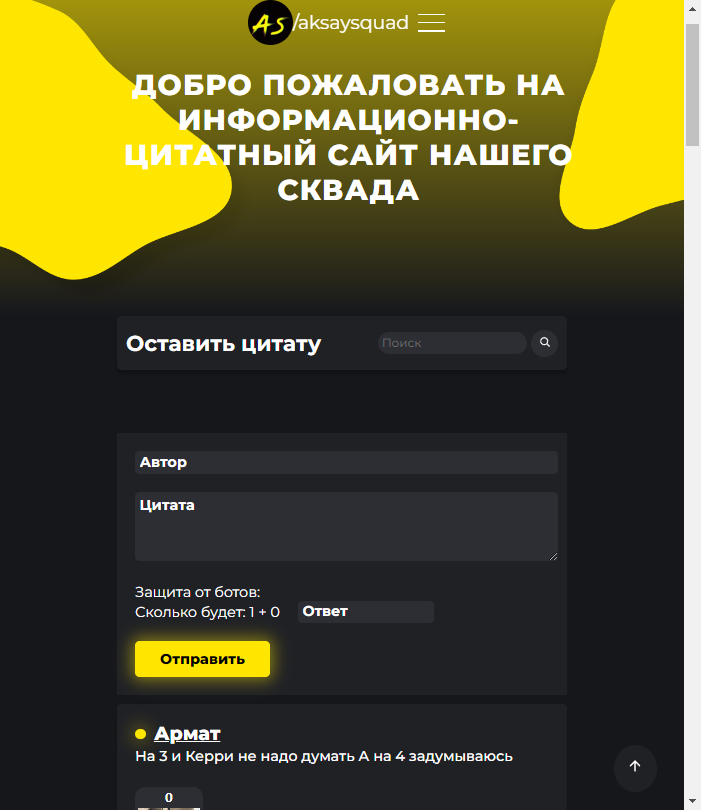 AS/aksaysquad
ДОБРО ПОЖАЛОВАТЬ НА
ИНФОРМАЦИОННО-
ЦИТАТНЫЙ САЙТ НАШЕГО
СКВАДА
Оставить цитату
Поиск
Автор
Цитата
Защита от ботов:
Сколько будет: 1 + 0
Ответ
Отправить
Армат
На 3 и Керри не надо думать А на 4 задумываюсь
0